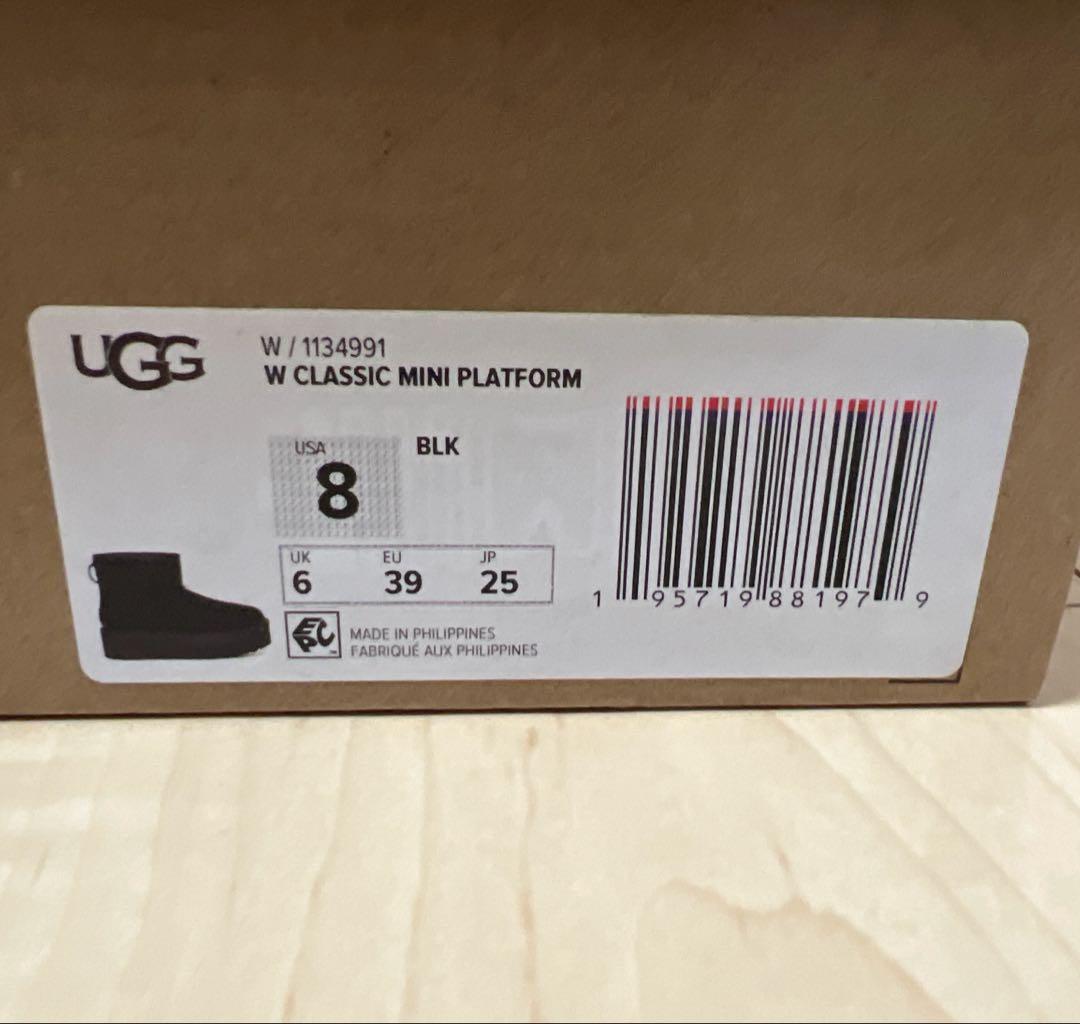 UGG
W / 1134991
W CLASSIC MINI PLATFORM
USA
8
BLK
UK EU JP
6 39 25
EPC
MADE IN PHILIPPINES
FABRIQUÉ AUX PHILIPPINES
1 95719 88197 9